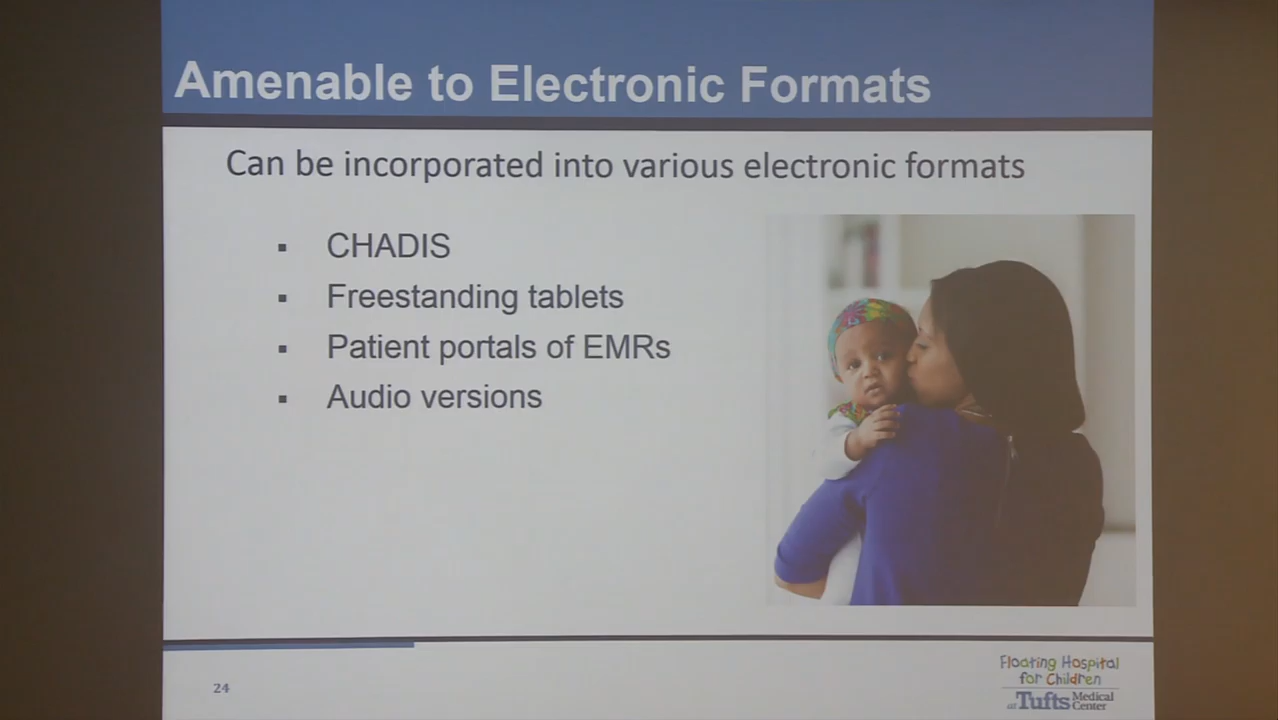 Amenable to Electronic Formats
Can be incorporated into various electronic formats
▪ CHADIS
▪ Freestanding tablets
▪ Patient portals of EMRs
▪ Audio versions
24
Floating Hospital
for Children
at Tufts Medical
Center